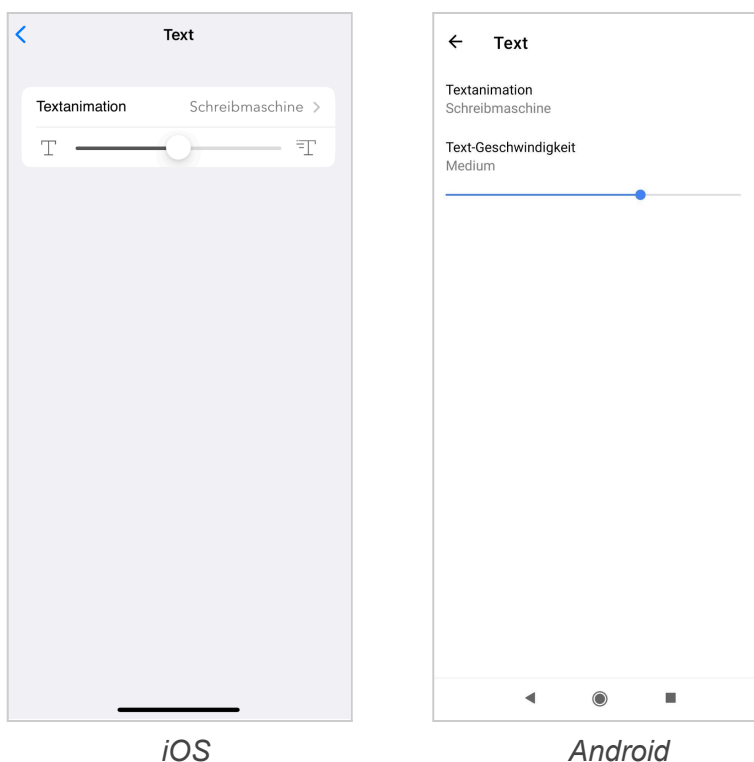 Text
Textanimation Schreibmaschine
T T
iOS
Text
Textanimation
Schreibmaschine
Text-Geschwindigkeit
Medium
Android